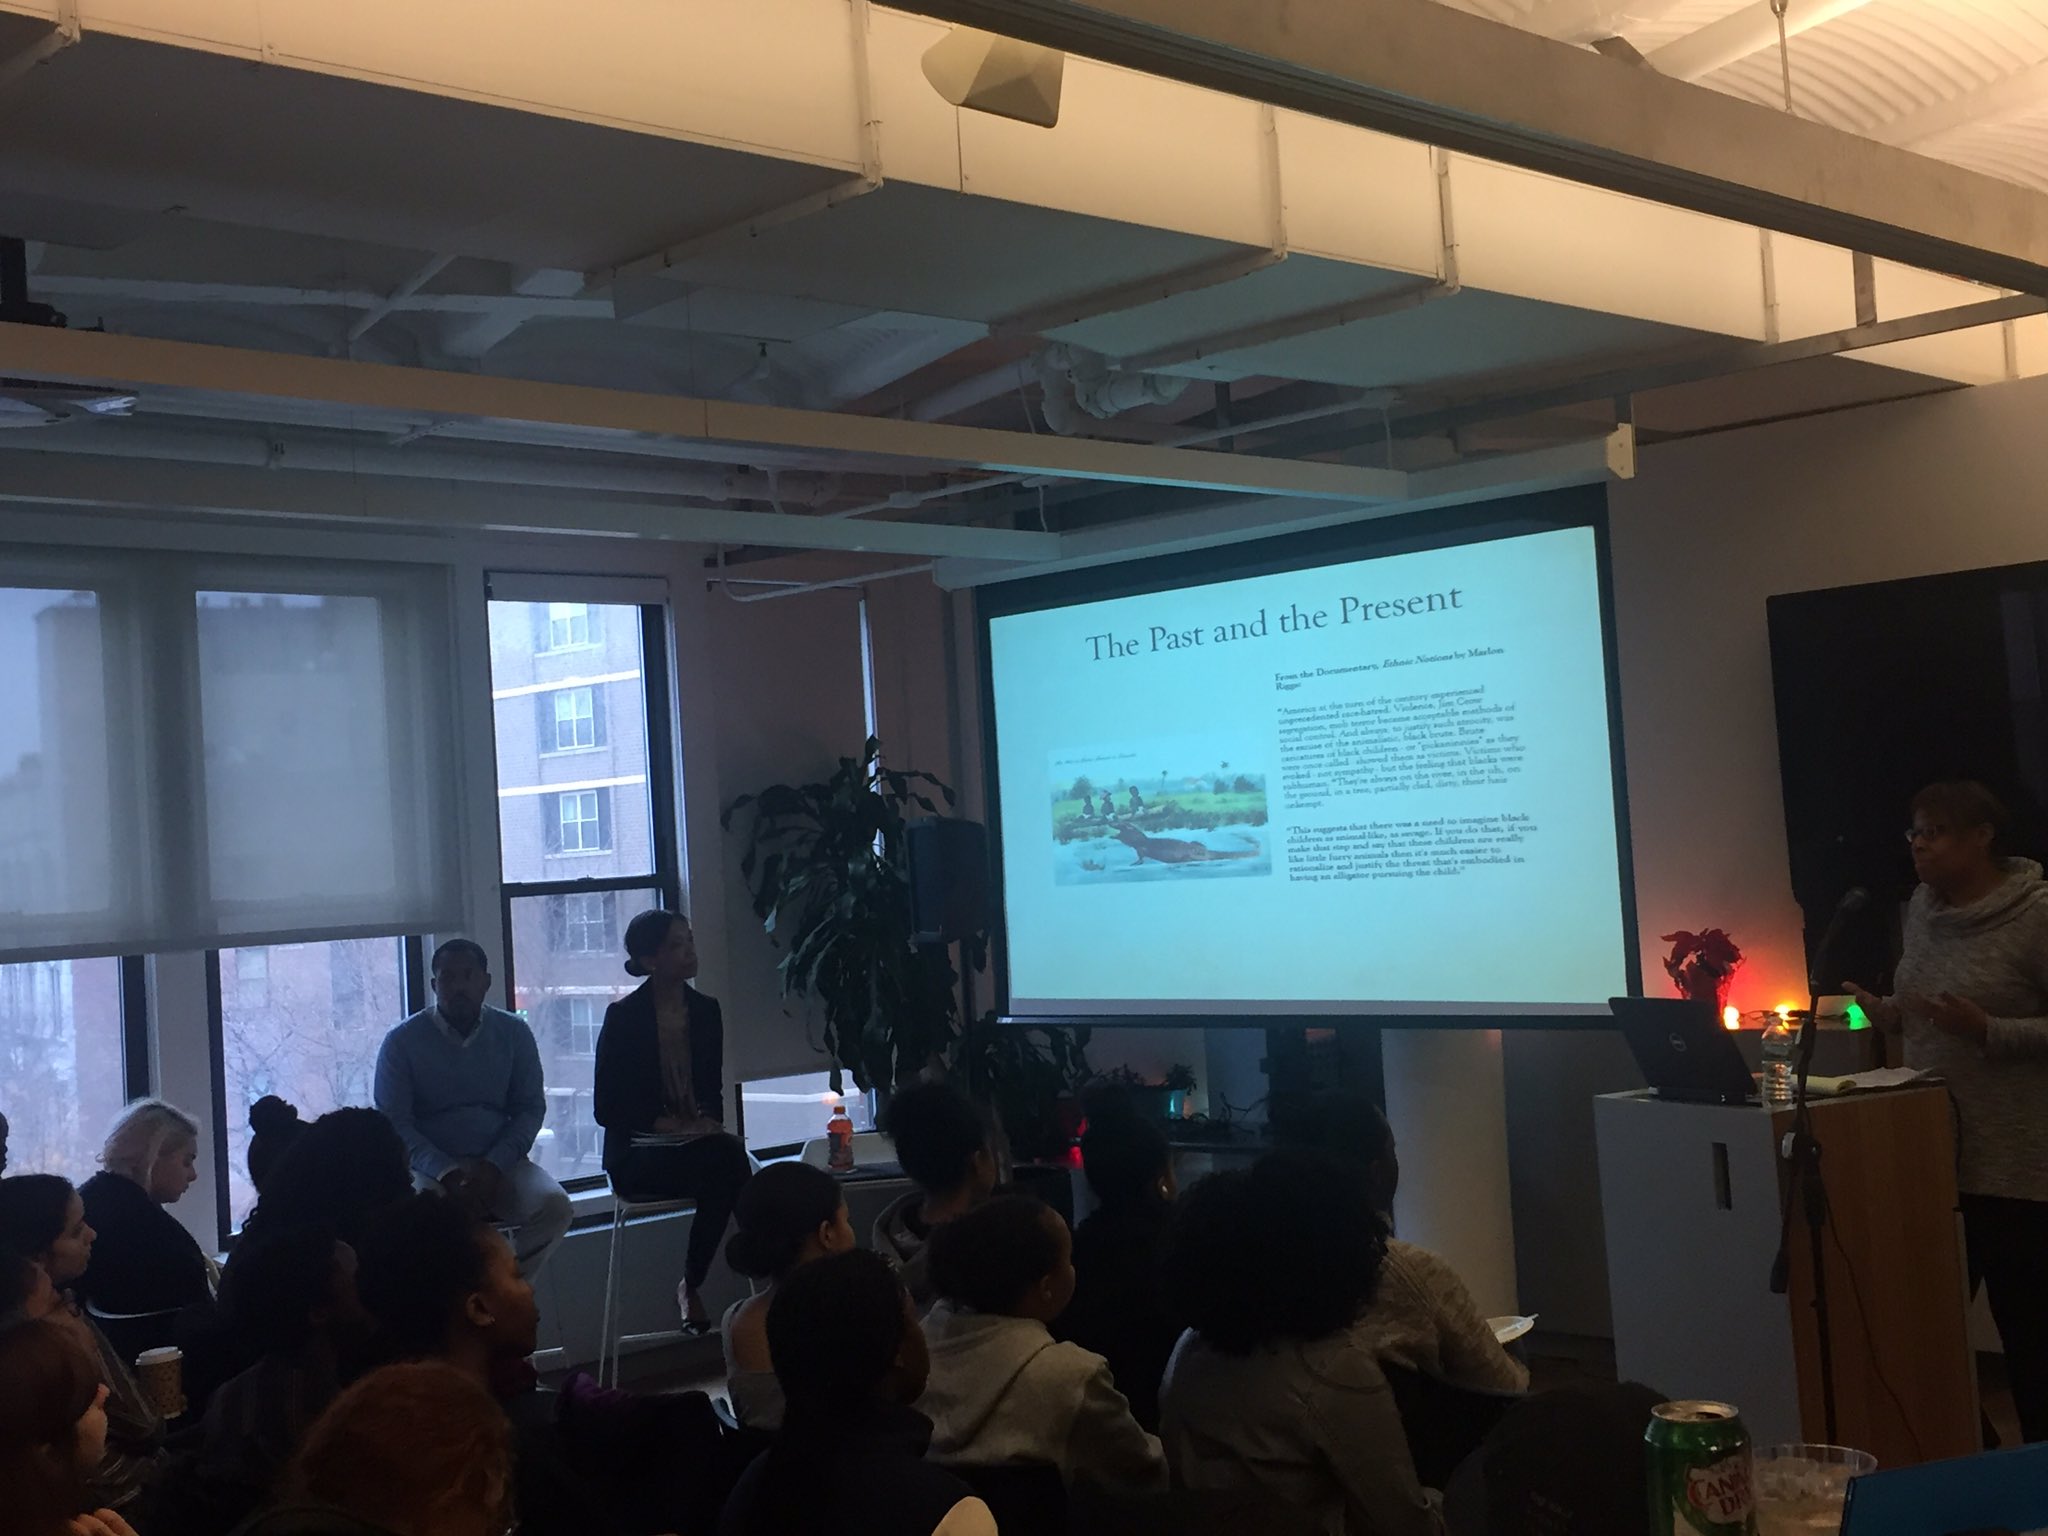 The Past and the Present
From the Documentary, Ethnic Notions by Marlon
Riggs:
"America at the turn of the century experienced
unprecedented race-hatred. Violence, Jim Crow
segregation, mob terror became acceptable methods of
social control. And always, to justify such atrocity, was
the excuse of the animalistic, black brute. Brute
caricatures of black children - or "pickaninnies" as they
were once called - showed them as victims. Victims who
evoked - not sympathy - but the feeling that blacks were
subhuman. "They're always on the river, in the uh, on
the ground, in a tree, partially clad, dirty, their hair
unkempt.
"This suggests that there was a need to imagine black
children as animal-like, as savage. If you do that, if you
make that step and say that these children are really
like little furry animals then it's much easier to
rationalize and justify the threat that's embodied in
having an alligator pursuing the child."
DELL
CANADA
DRY